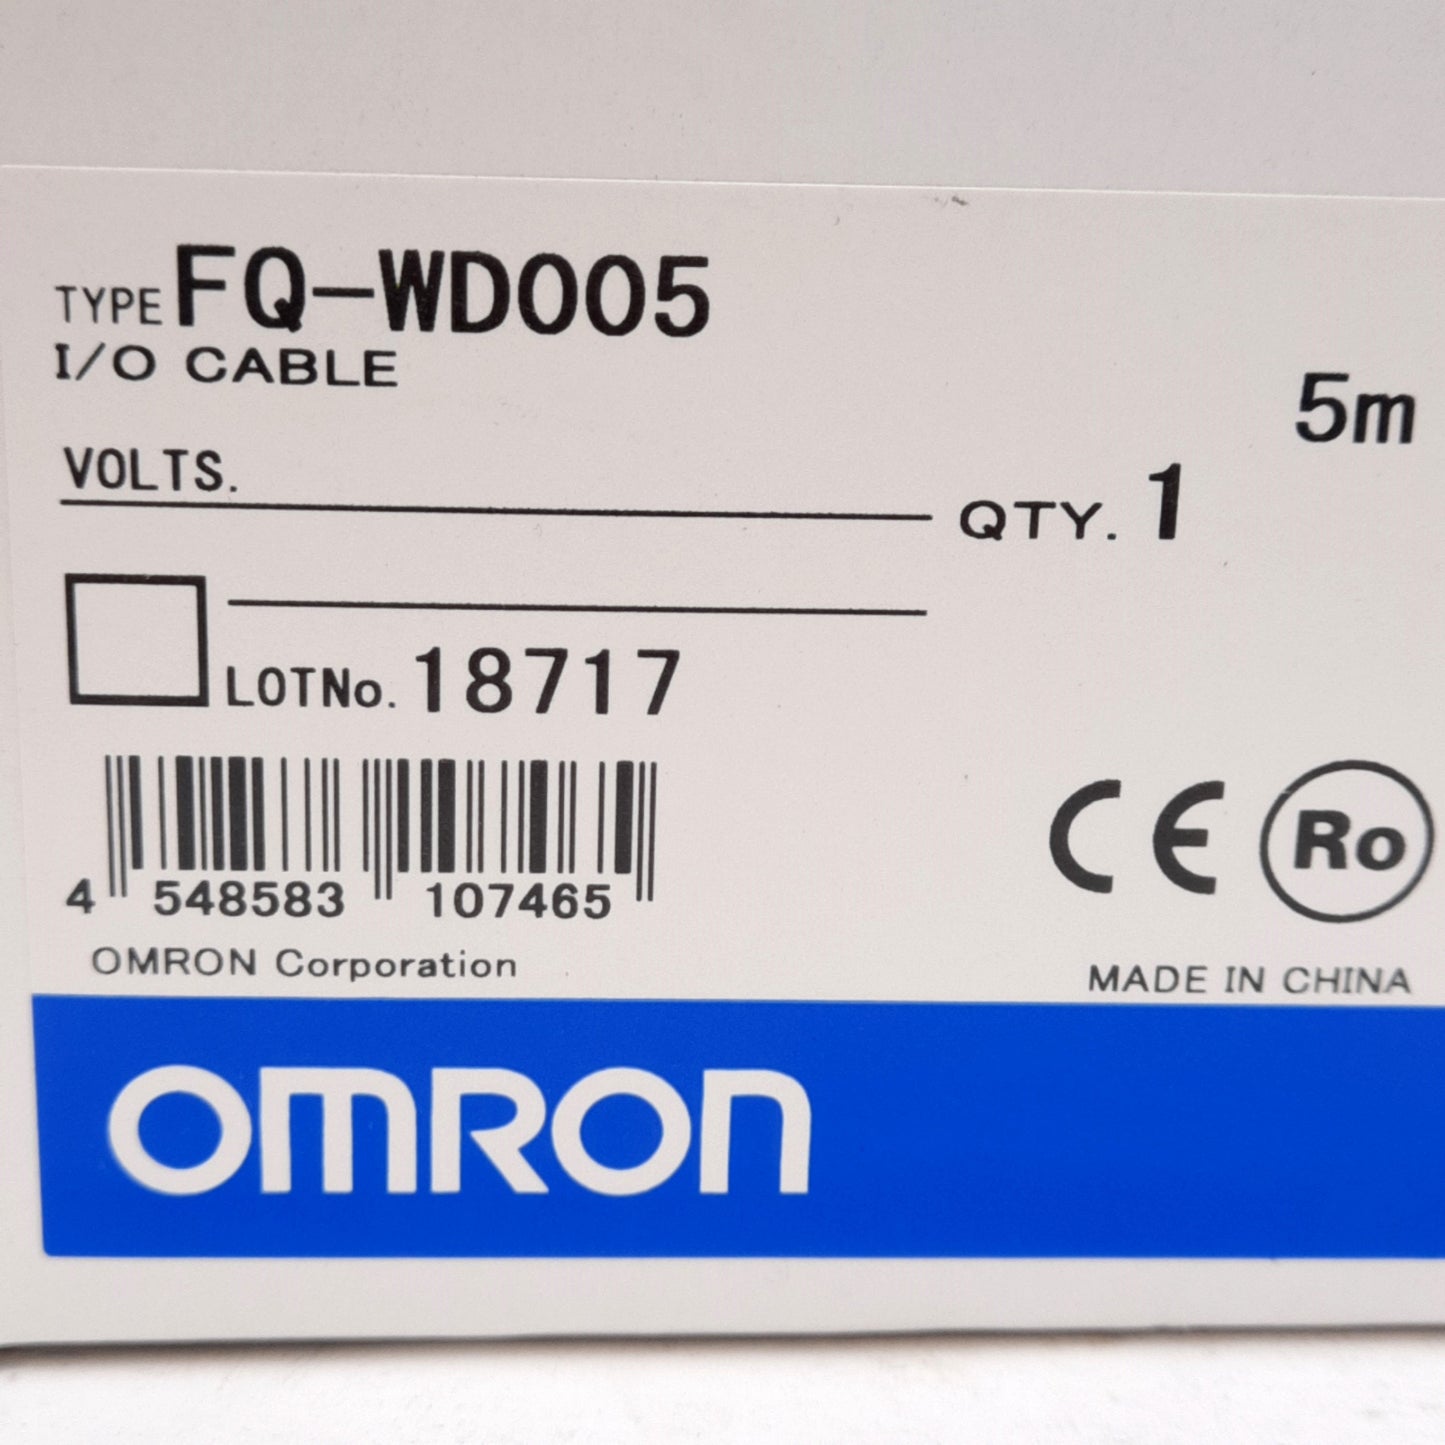 TYPE FQ-WD005
I/O CABLE
5m
VOLTS.
QTY. 1
LOTNo. 18717
4 548583 107465
CE Ro
OMRON Corporation
MADE IN CHINA
OMRON